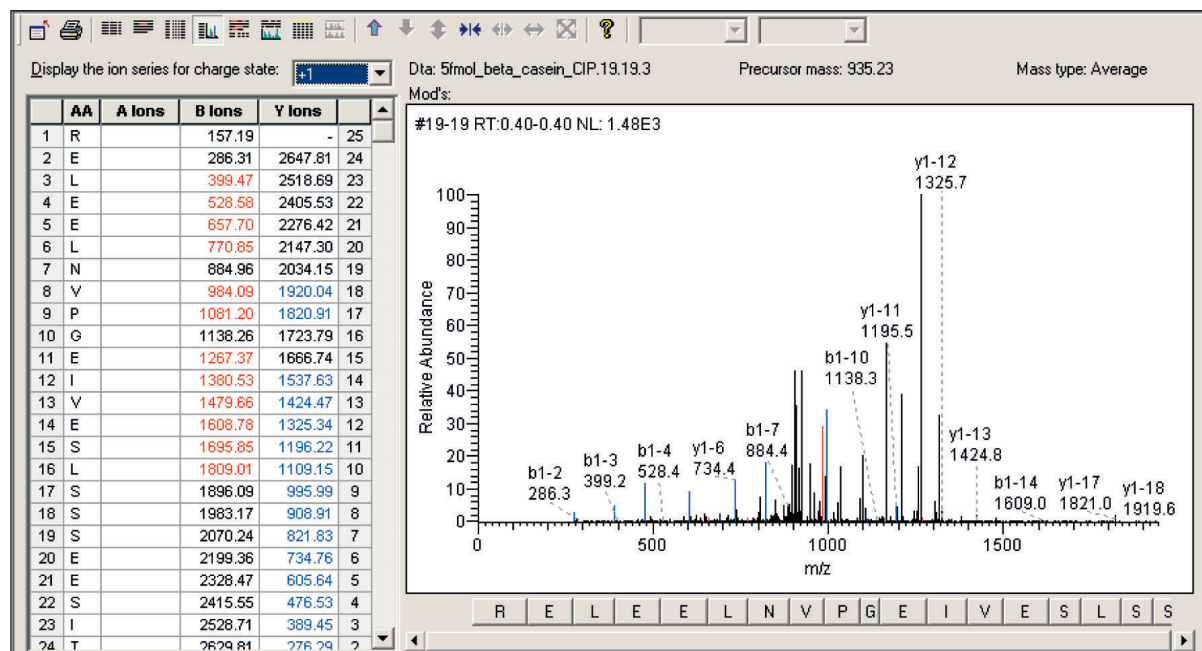 Display the ion series for charge state: +1
Dta: 5fmol_beta_casein_CIP.19.19.3 Precursor mass: 935.23 Mass type: Average
Mod's:
AA A Ions B Ions Y Ions
1 R 157.19 - 25
2 E 286.31 2647.81 24
3 L 399.47 2518.69 23
4 E 528.58 2405.53 22
5 E 657.70 2276.42 21
6 L 770.85 2147.30 20
7 N 884.96 2034.15 19
8 V 984.09 1920.04 18
9 P 1081.20 1820.91 17
10 G 1138.26 1723.79 16
11 E 1267.37 1666.74 15
12 I 1380.53 1537.63 14
13 V 1479.66 1424.47 13
14 E 1608.78 1325.34 12
15 S 1695.85 1196.22 11
16 L 1809.01 1109.15 10
17 S 1896.09 995.99 9
18 S 1983.17 908.91 8
19 S 2070.24 821.83 7
20 E 2199.36 734.76 6
21 E 2328.47 605.64 5
22 S 2415.55 476.53 4
23 I 2528.71 389.45 3
24 T 2629.81 276.29 2
#19-19 RT:0.40-0.40 NL: 1.48E3
Relative Abundance
100
90
80
70
60
50
40
30
20
10
0
y1-12
1325.7
y1-11
1195.5
b1-10
1138.3
b1-7
884.4
y1-6
734.4
b1-4
528.4
b1-3
399.2
b1-2
286.3
y1-13
1424.8
b1-14
1609.0
y1-17
1821.0
y1-18
1919.6
0 500 1000 1500
m/z
R E L E E L N V P G E I V E S L S S